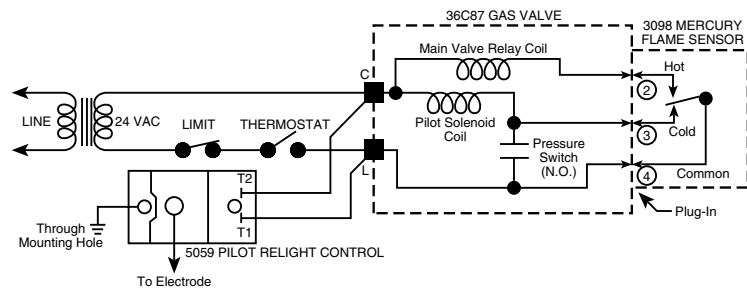 36C87 GAS VALVE
3098 MERCURY
FLAME SENSOR
Main Valve Relay Coil
Hot
C
2
LINE
24 VAC
LIMIT
THERMOSTAT
Pilot Solenoid
Coil
3
Cold
Pressure
Switch
(N.O.)
L
4
Common
T2
Plug-In
Through
Mounting Hole
T1
5059 PILOT RELIGHT CONTROL
To Electrode